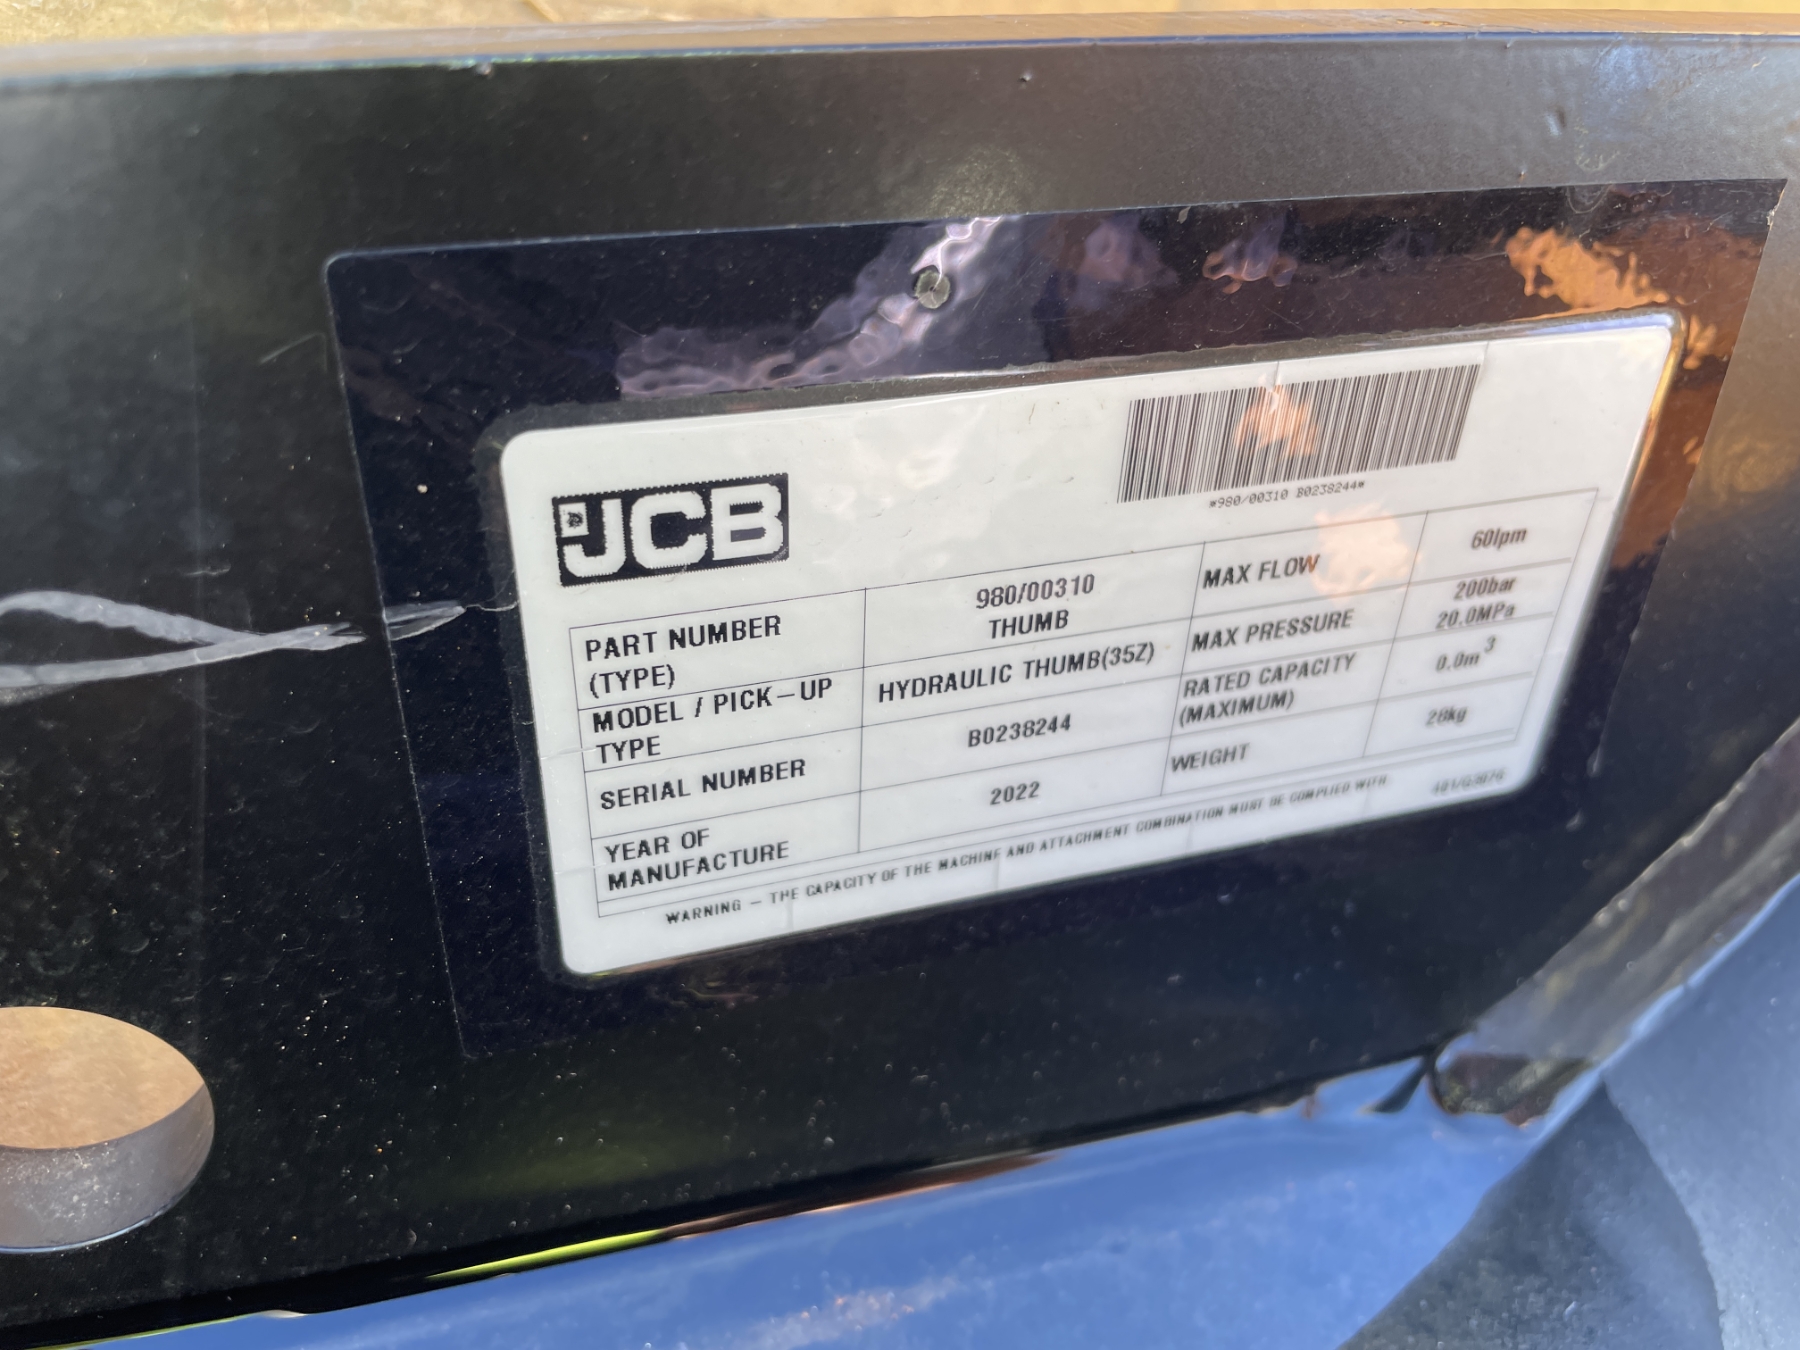 *980/00310 B0238244*
JCB
PART NUMBER
(TYPE)
980/00310
THUMB
MAX FLOW
60lpm
MODEL / PICK-UP
TYPE
HYDRAULIC THUMB(35Z)
MAX PRESSURE
200bar
20.0MPa
SERIAL NUMBER
B0238244
RATED CAPACITY
(MAXIMUM)
0.0m³
YEAR OF
MANUFACTURE
2022
WEIGHT
28kg
WARNING - THE CAPACITY OF THE MACHINE AND ATTACHMENT COMBINATION MUST BE COMPLIED WITH